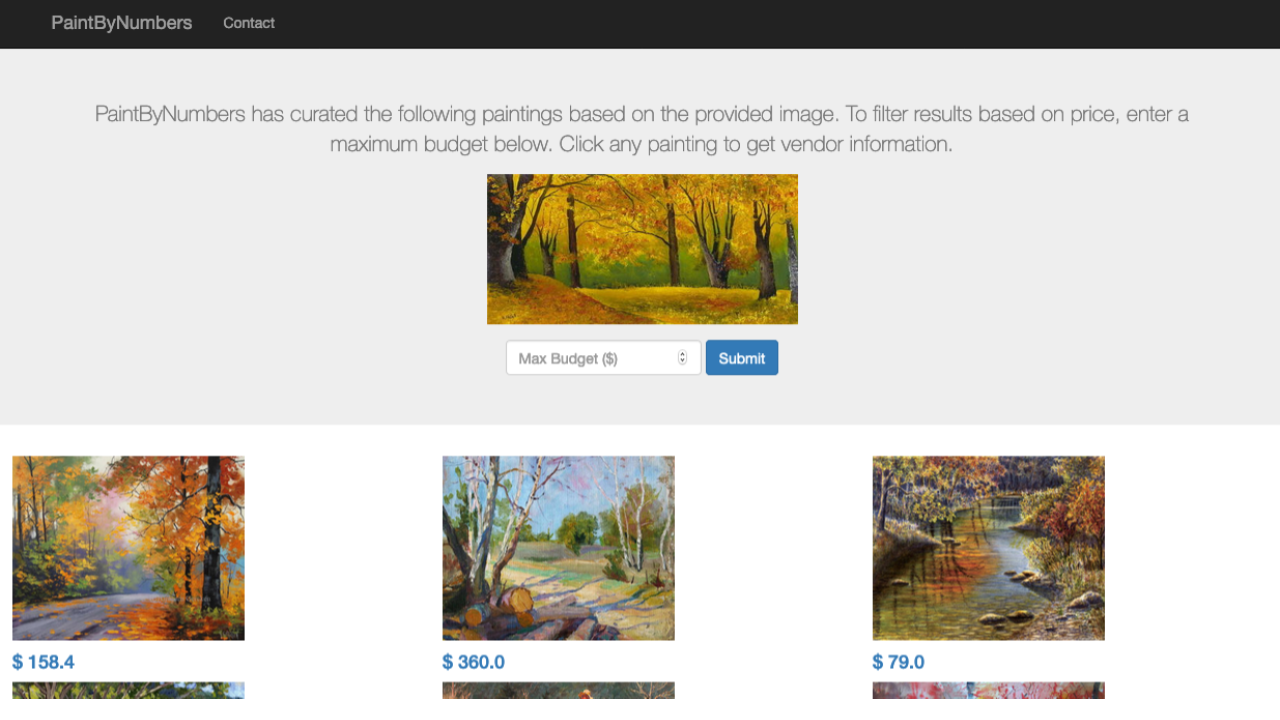 PaintByNumbers Contact
PaintByNumbers has curated the following paintings based on the provided image. To filter results based on price, enter a
maximum budget below. Click any painting to get vendor information.
Max Budget ($) Submit
$ 158.4 $ 360.0 $ 79.0